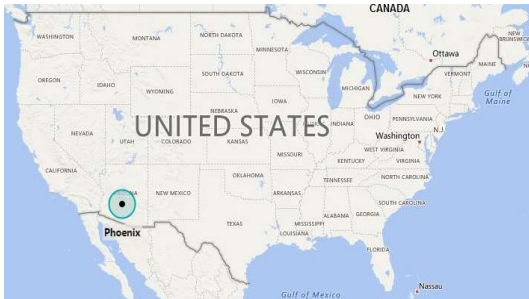 CANADA
WASHINGTON
MONTANA
NORTH DAKOTA
MINNESOTA
Ottawa
NEW
BRUNSWICK
MAINE
VERMONT
OREGON
IDAHO
SOUTH DAKOTA
WISCONSIN
MICHIGAN
WYOMING
NEW YORK
Gulf of
Maine
IOWA
NEBRASKA
UNITED STATES
INDIANA
OHIO
PENNSYLVANIA
N.J.
NEVADA
UTAH
COLORADO
KANSAS
Washington
WEST VIRGINIA
MISSOURI
KENTUCKY
VIRGINIA
CALIFORNIA
OKLAHOMA
TENNESSEE
NORTH CAROLINA
NEW MEXICO
ARKANSAS
SOUTH CAROLINA
Phoenix
TEXAS
MISSISSIPPI
ALABAMA
GEORGIA
LOUISIANA
FLORIDA
Nassau
Gulf of Mexico